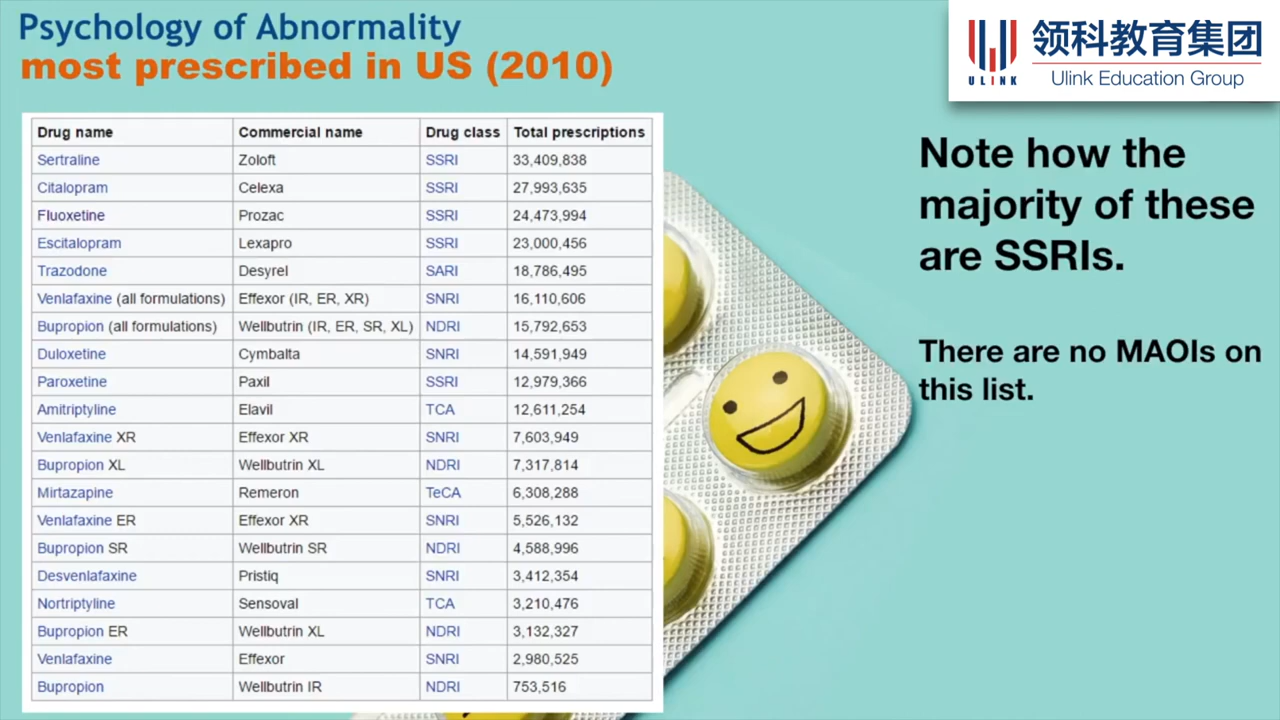 Psychology of Abnormality
most prescribed in US (2010)
ULINK
领科教育集团
Ulink Education Group
Drug name Commercial name Drug class Total prescriptions
Sertraline Zoloft SSRI 33,409,838
Citalopram Celexa SSRI 27,993,635
Fluoxetine Prozac SSRI 24,473,994
Escitalopram Lexapro SSRI 23,000,456
Trazodone Desyrel SARI 18,786,495
Venlafaxine (all formulations) Effexor (IR, ER, XR) SNRI 16,110,606
Bupropion (all formulations) Wellbutrin (IR, ER, SR, XL) NDRI 15,792,653
Duloxetine Cymbalta SNRI 14,591,949
Paroxetine Paxil SSRI 12,979,366
Amitriptyline Elavil TCA 12,611,254
Venlafaxine XR Effexor XR SNRI 7,603,949
Bupropion XL Wellbutrin XL NDRI 7,317,814
Mirtazapine Remeron TeCA 6,308,288
Venlafaxine ER Effexor XR SNRI 5,526,132
Bupropion SR Wellbutrin SR NDRI 4,588,996
Desvenlafaxine Pristiq SNRI 3,412,354
Nortriptyline Sensoval TCA 3,210,476
Bupropion ER Wellbutrin XL NDRI 3,132,327
Venlafaxine Effexor SNRI 2,980,525
Bupropion Wellbutrin IR NDRI 753,516
Note how the
majority of these
are SSRIs.
There are no MAOIs on
this list.